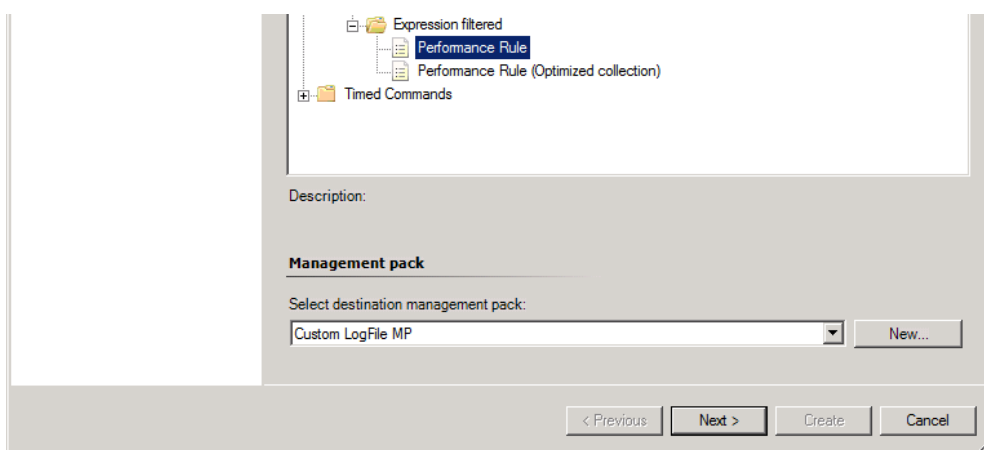 Expression filtered
Performance Rule
Performance Rule (Optimized collection)
Timed Commands
Description:
Management pack
Select destination management pack:
Custom LogFile MP
New...
< Previous Next > Create Cancel